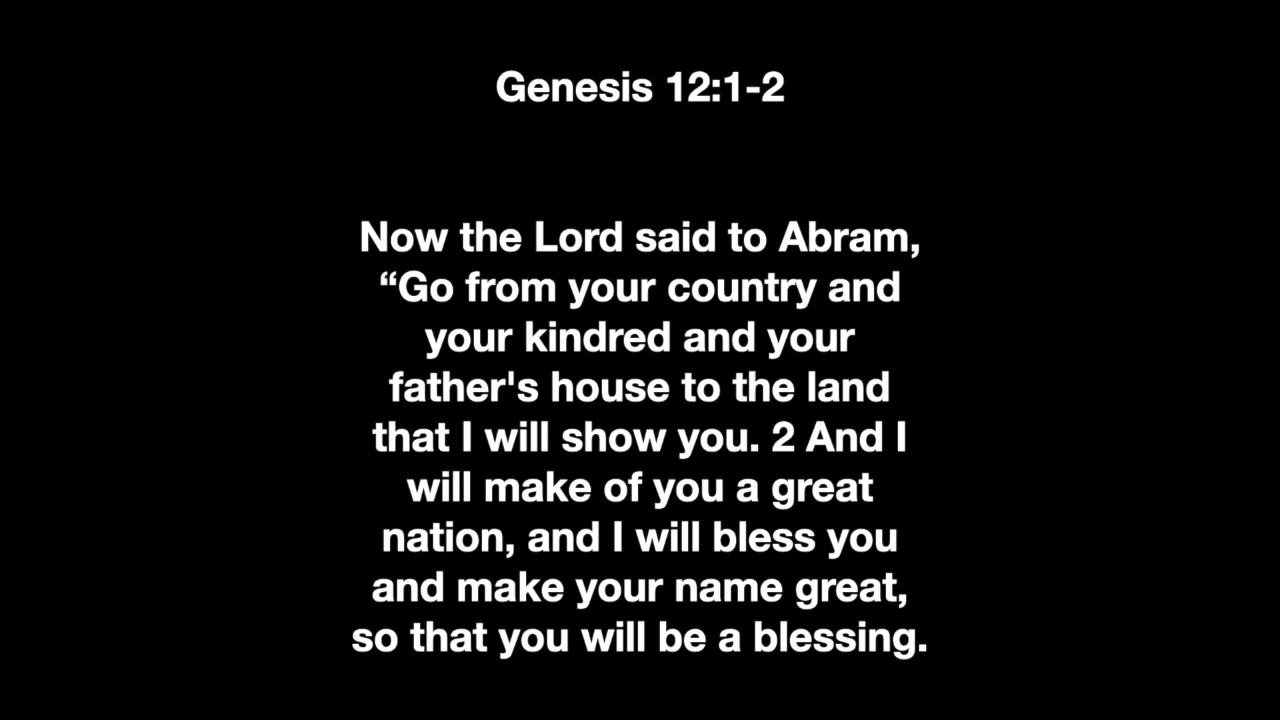 Genesis 12:1-2
Now the Lord said to Abram,
“Go from your country and
your kindred and your
father's house to the land
that I will show you. 2 And I
will make of you a great
nation, and I will bless you
and make your name great,
so that you will be a blessing.